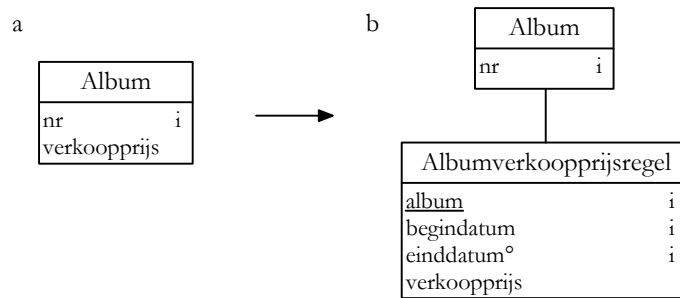 a
Album
nr i
verkoopprijs
b
Album
nr i
Albumverkoopprijsregel
album i
begindatum i
einddatum° i
verkoopprijs